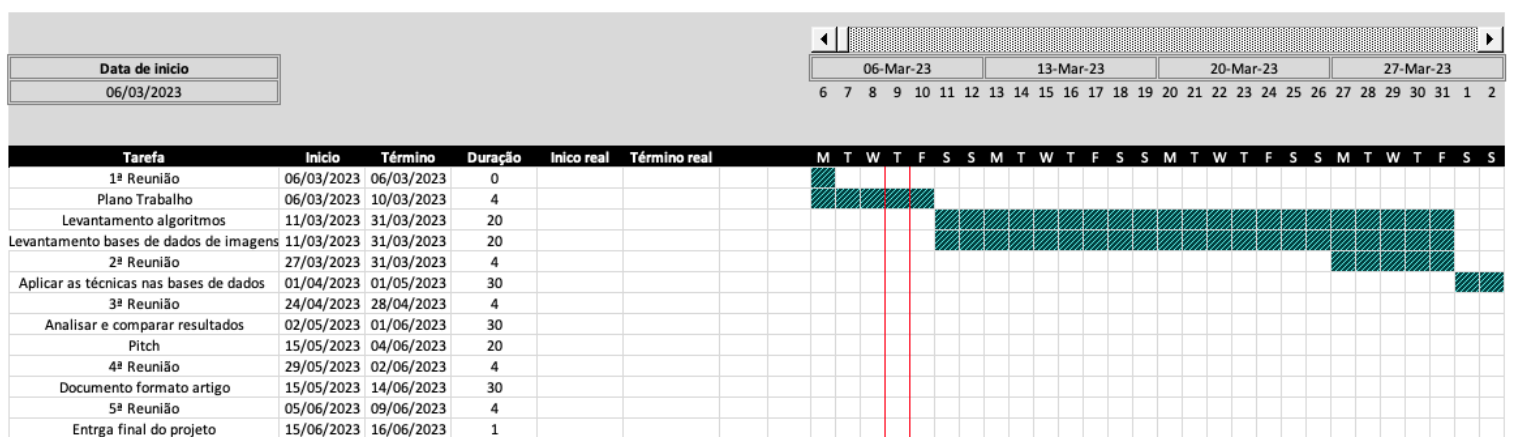 Data de inicio
06/03/2023
06-Mar-23 13-Mar-23 20-Mar-23 27-Mar-23
6 7 8 9 10 11 12 13 14 15 16 17 18 19 20 21 22 23 24 25 26 27 28 29 30 31 1 2
Tarefa Inicio Término Duração Inico real Término real M T W T F S S M T W T F S S M T W T F S S M T W T F S S
1ª Reunião 06/03/2023 06/03/2023 0
Plano Trabalho 06/03/2023 10/03/2023 4
Levantamento algoritmos 11/03/2023 31/03/2023 20
Levantamento bases de dados de imagens 11/03/2023 31/03/2023 20
2ª Reunião 27/03/2023 31/03/2023 4
Aplicar as técnicas nas bases de dados 01/04/2023 01/05/2023 30
3ª Reunião 24/04/2023 28/04/2023 4
Analisar e comparar resultados 02/05/2023 01/06/2023 30
Pitch 15/05/2023 04/06/2023 20
4ª Reunião 29/05/2023 02/06/2023 4
Documento formato artigo 15/05/2023 14/06/2023 30
5ª Reunião 05/06/2023 09/06/2023 4
Entrga final do projeto 15/06/2023 16/06/2023 1